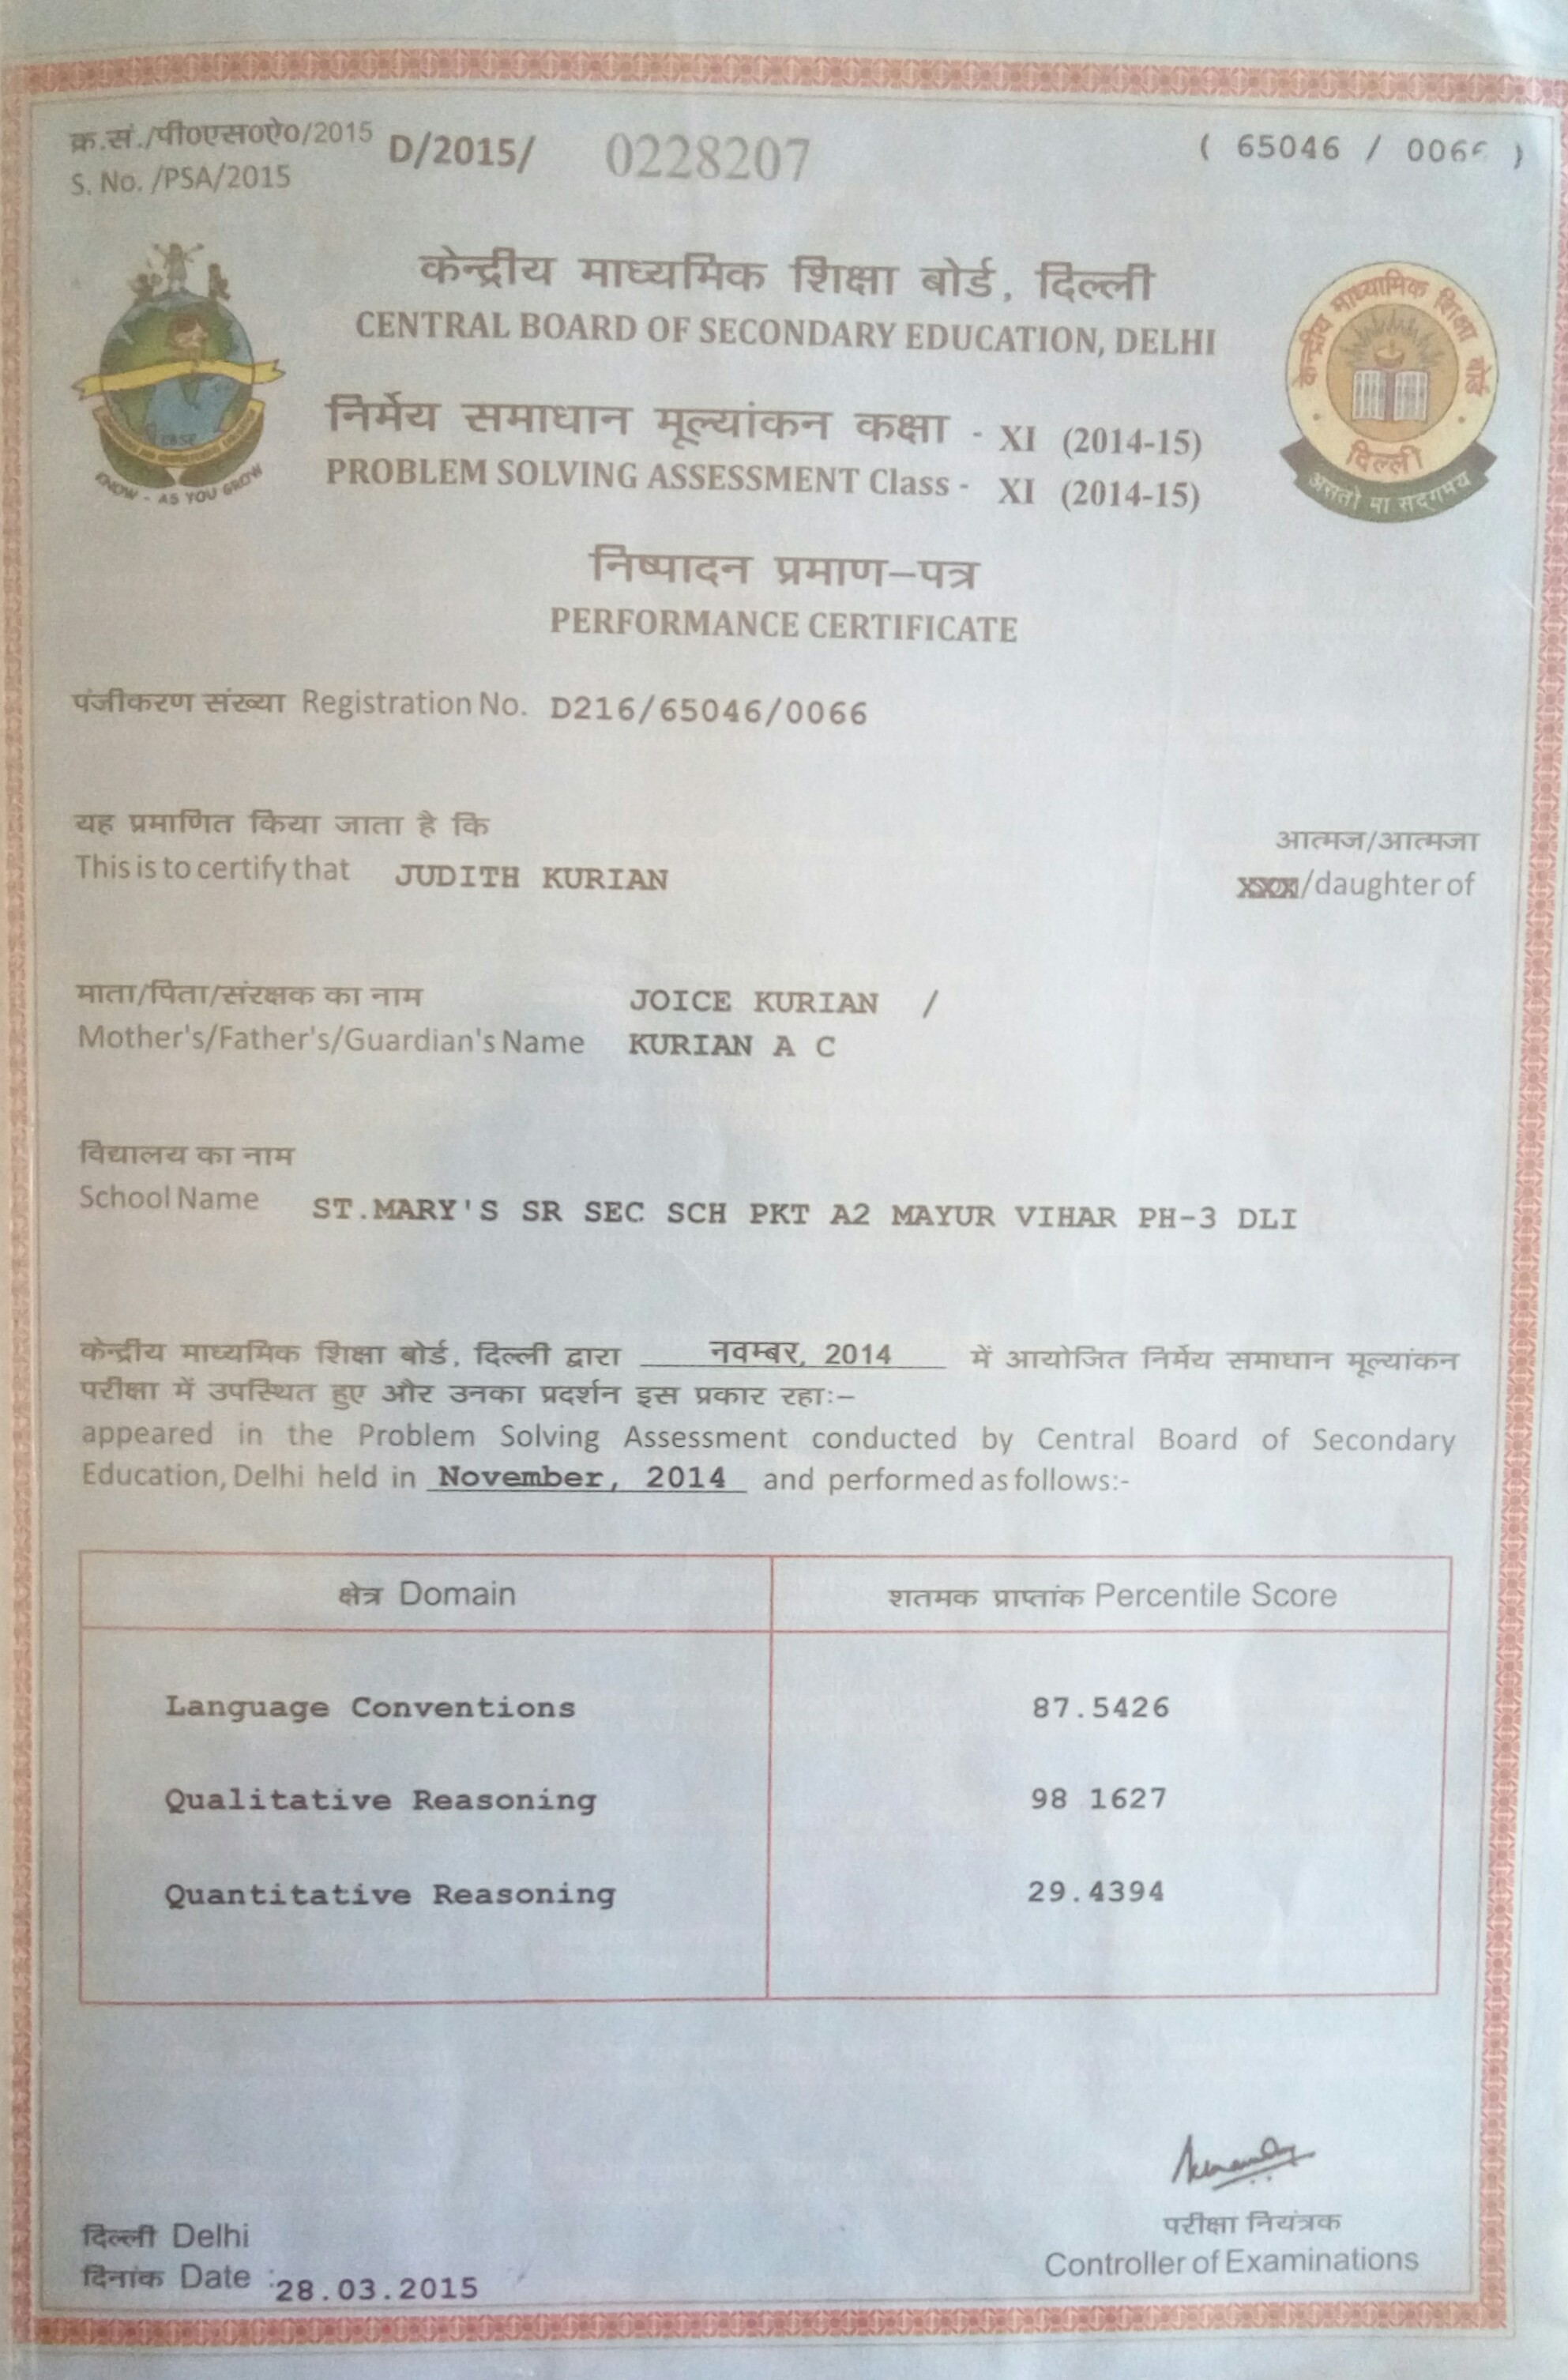 क्र.सं./पी०एस०ऐ०/2015 D/2015/ 0228207 ( 65046 / 0066 )
S. No. /PSA/2015
केन्द्रीय माध्यमिक शिक्षा बोर्ड, दिल्ली
CENTRAL BOARD OF SECONDARY EDUCATION, DELHI
निर्मेय समाधान मूल्यांकन कक्षा - XI (2014-15)
PROBLEM SOLVING ASSESSMENT Class - XI (2014-15)
CBSE
KNOW - AS YOU GROW
केन्द्रीय माध्यमिक शिक्षा बोर्ड
दिल्ली
असतो मा सद्गमय
निष्पादन प्रमाण–पत्र
PERFORMANCE CERTIFICATE
पंजीकरण संख्या Registration No. D216/65046/0066
यह प्रमाणित किया जाता है कि
आत्मज/आत्मजा
This is to certify that JUDITH KURIAN XXX/daughter of
माता/पिता/संरक्षक का नाम JOICE KURIAN /
Mother's/Father's/Guardian's Name KURIAN A C
विद्यालय का नाम
School Name ST.MARY'S SR SEC SCH PKT A2 MAYUR VIHAR PH-3 DLI
केन्द्रीय माध्यमिक शिक्षा बोर्ड, दिल्ली द्वारा नवम्बर, 2014 में आयोजित निर्मेय समाधान मूल्यांकन
परीक्षा में उपस्थित हुए और उनका प्रदर्शन इस प्रकार रहाः–
appeared in the Problem Solving Assessment conducted by Central Board of Secondary
Education, Delhi held in November, 2014 and performed as follows:-
क्षेत्र Domain शतमक प्राप्तांक Percentile Score
Language Conventions 87.5426
Qualitative Reasoning 98 1627
Quantitative Reasoning 29.4394
परीक्षा नियंत्रक
Controller of Examinations
दिल्ली Delhi
दिनांक Date : 28.03.2015